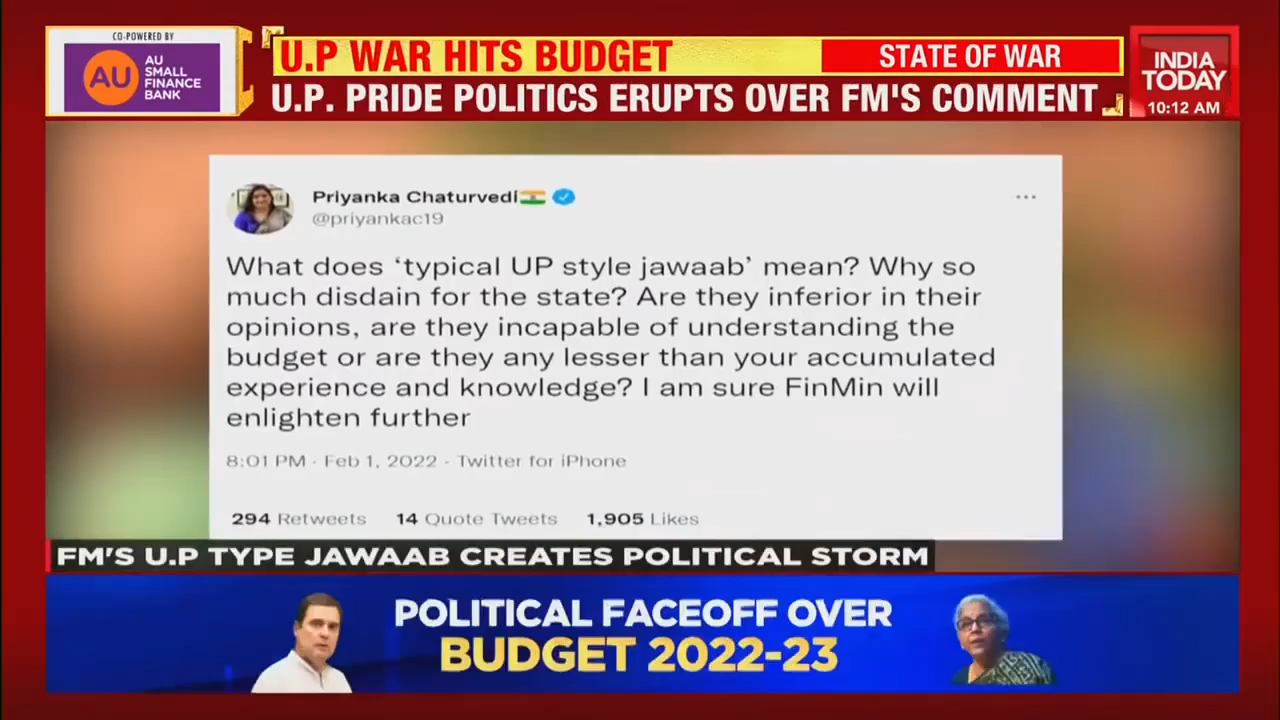 CO-POWERED BY
AU
AU
SMALL
FINANCE
BANK
U.P WAR HITS BUDGET
STATE OF WAR
U.P. PRIDE POLITICS ERUPTS OVER FM'S COMMENT
INDIA
TODAY
10:12 AM
Priyanka Chaturvedi
@priyankac19
What does ‘typical UP style jawaab’ mean? Why so
much disdain for the state? Are they inferior in their
opinions, are they incapable of understanding the
budget or are they any lesser than your accumulated
experience and knowledge? I am sure FinMin will
enlighten further
8:01 PM · Feb 1, 2022 · Twitter for iPhone
294 Retweets 14 Quote Tweets 1,905 Likes
FM'S U.P TYPE JAWAAB CREATES POLITICAL STORM
POLITICAL FACEOFF OVER
BUDGET 2022-23